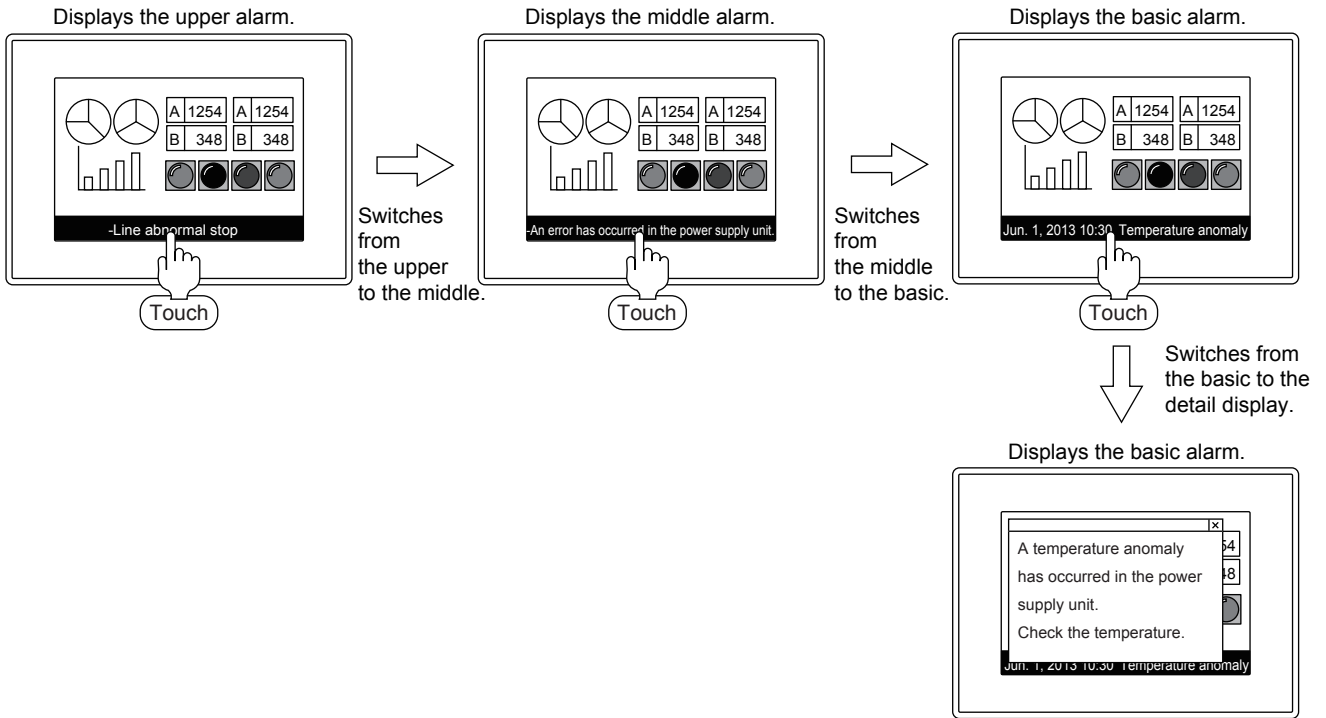 Displays the upper alarm.
Displays the middle alarm.
Displays the basic alarm.
A 1254 A 1254
B 348 B 348
-Line abnormal stop
Touch
Switches
from
the upper
to the middle.
A 1254 A 1254
B 348 B 348
-An error has occurred in the power supply unit.
Touch
Switches
from
the middle
to the basic.
A 1254 A 1254
B 348 B 348
Jun. 1, 2013 10:30 Temperature anomaly
Touch
Switches from
the basic to the
detail display.
Displays the basic alarm.
×
A temperature anomaly
has occurred in the power
supply unit.
Check the temperature.
54
48
Jun. 1, 2013 10:30 Temperature anomaly